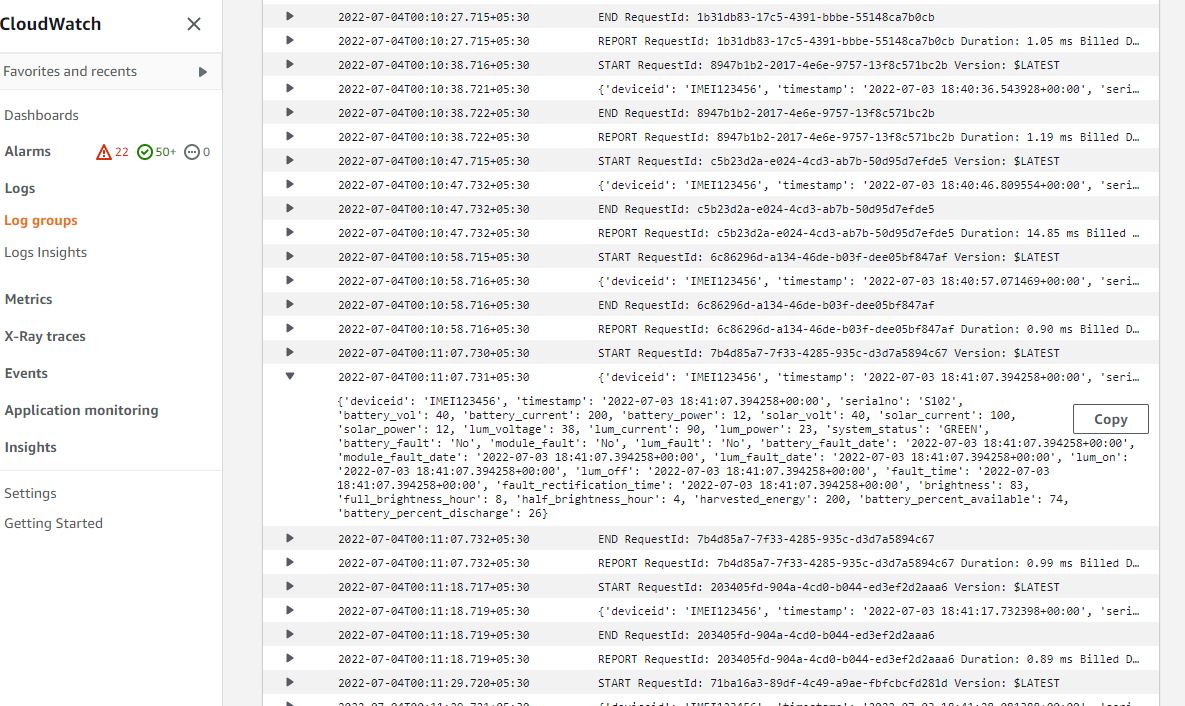 CloudWatch
Favorites and recents
Dashboards
Alarms 22 50+ 0
Logs
Log groups
Logs Insights
Metrics
X-Ray traces
Events
Application monitoring
Insights
Settings
Getting Started
2022-07-04T00:10:27.715+05:30 END RequestId: 1b31db83-17c5-4391-bbbe-55148ca7b0cb
2022-07-04T00:10:27.715+05:30 REPORT RequestId: 1b31db83-17c5-4391-bbbe-55148ca7b0cb Duration: 1.05 ms Billed D…
2022-07-04T00:10:38.716+05:30 START RequestId: 8947b1b2-2017-4e6e-9757-13f8c571bc2b Version: $LATEST
2022-07-04T00:10:38.721+05:30 {'deviceid': 'IMEI123456', 'timestamp': '2022-07-03 18:40:36.543928+00:00', 'seri…
2022-07-04T00:10:38.722+05:30 END RequestId: 8947b1b2-2017-4e6e-9757-13f8c571bc2b
2022-07-04T00:10:38.722+05:30 REPORT RequestId: 8947b1b2-2017-4e6e-9757-13f8c571bc2b Duration: 1.19 ms Billed D…
2022-07-04T00:10:47.715+05:30 START RequestId: c5b23d2a-e024-4cd3-ab7b-50d95d7efde5 Version: $LATEST
2022-07-04T00:10:47.732+05:30 {'deviceid': 'IMEI123456', 'timestamp': '2022-07-03 18:40:46.809554+00:00', 'seri…
2022-07-04T00:10:47.732+05:30 END RequestId: c5b23d2a-e024-4cd3-ab7b-50d95d7efde5
2022-07-04T00:10:47.732+05:30 REPORT RequestId: c5b23d2a-e024-4cd3-ab7b-50d95d7efde5 Duration: 14.85 ms Billed …
2022-07-04T00:10:58.715+05:30 START RequestId: 6c86296d-a134-46de-b03f-dee05bf847af Version: $LATEST
2022-07-04T00:10:58.716+05:30 {'deviceid': 'IMEI123456', 'timestamp': '2022-07-03 18:40:57.071469+00:00', 'seri…
2022-07-04T00:10:58.716+05:30 END RequestId: 6c86296d-a134-46de-b03f-dee05bf847af
2022-07-04T00:10:58.716+05:30 REPORT RequestId: 6c86296d-a134-46de-b03f-dee05bf847af Duration: 0.90 ms Billed D…
2022-07-04T00:11:07.730+05:30 START RequestId: 7b4d85a7-7f33-4285-935c-d3d7a5894c67 Version: $LATEST
2022-07-04T00:11:07.731+05:30 {'deviceid': 'IMEI123456', 'timestamp': '2022-07-03 18:41:07.394258+00:00', 'seri…
{'deviceid': 'IMEI123456', 'timestamp': '2022-07-03 18:41:07.394258+00:00', 'serialno': 'S102',
'battery_vol': 40, 'battery_current': 200, 'battery_power': 12, 'solar_volt': 40, 'solar_current': 100,
'solar_power': 12, 'lum_voltage': 38, 'lum_current': 90, 'lum_power': 23, 'system_status': 'GREEN',
'battery_fault': 'No', 'module_fault': 'No', 'lum_fault': 'No', 'battery_fault_date': '2022-07-03 18:41:07.394258+00:00',
'module_fault_date': '2022-07-03 18:41:07.394258+00:00', 'lum_fault_date': '2022-07-03 18:41:07.394258+00:00', 'lum_on':
'2022-07-03 18:41:07.394258+00:00', 'lum_off': '2022-07-03 18:41:07.394258+00:00', 'fault_time': '2022-07-03
18:41:07.394258+00:00', 'fault_rectification_time': '2022-07-03 18:41:07.394258+00:00', 'brightness': 83,
'full_brightness_hour': 8, 'half_brightness_hour': 4, 'harvested_energy': 200, 'battery_percent_available': 74,
'battery_percent_discharge': 26}
Copy
2022-07-04T00:11:07.732+05:30 END RequestId: 7b4d85a7-7f33-4285-935c-d3d7a5894c67
2022-07-04T00:11:07.732+05:30 REPORT RequestId: 7b4d85a7-7f33-4285-935c-d3d7a5894c67 Duration: 0.99 ms Billed D…
2022-07-04T00:11:18.717+05:30 START RequestId: 203405fd-904a-4cd0-b044-ed3ef2d2aaa6 Version: $LATEST
2022-07-04T00:11:18.719+05:30 {'deviceid': 'IMEI123456', 'timestamp': '2022-07-03 18:41:17.732398+00:00', 'seri…
2022-07-04T00:11:18.719+05:30 END RequestId: 203405fd-904a-4cd0-b044-ed3ef2d2aaa6
2022-07-04T00:11:18.719+05:30 REPORT RequestId: 203405fd-904a-4cd0-b044-ed3ef2d2aaa6 Duration: 0.89 ms Billed D…
2022-07-04T00:11:29.720+05:30 START RequestId: 71ba16a3-89df-4c49-a9ae-fbfcbcfd281d Version: $LATEST